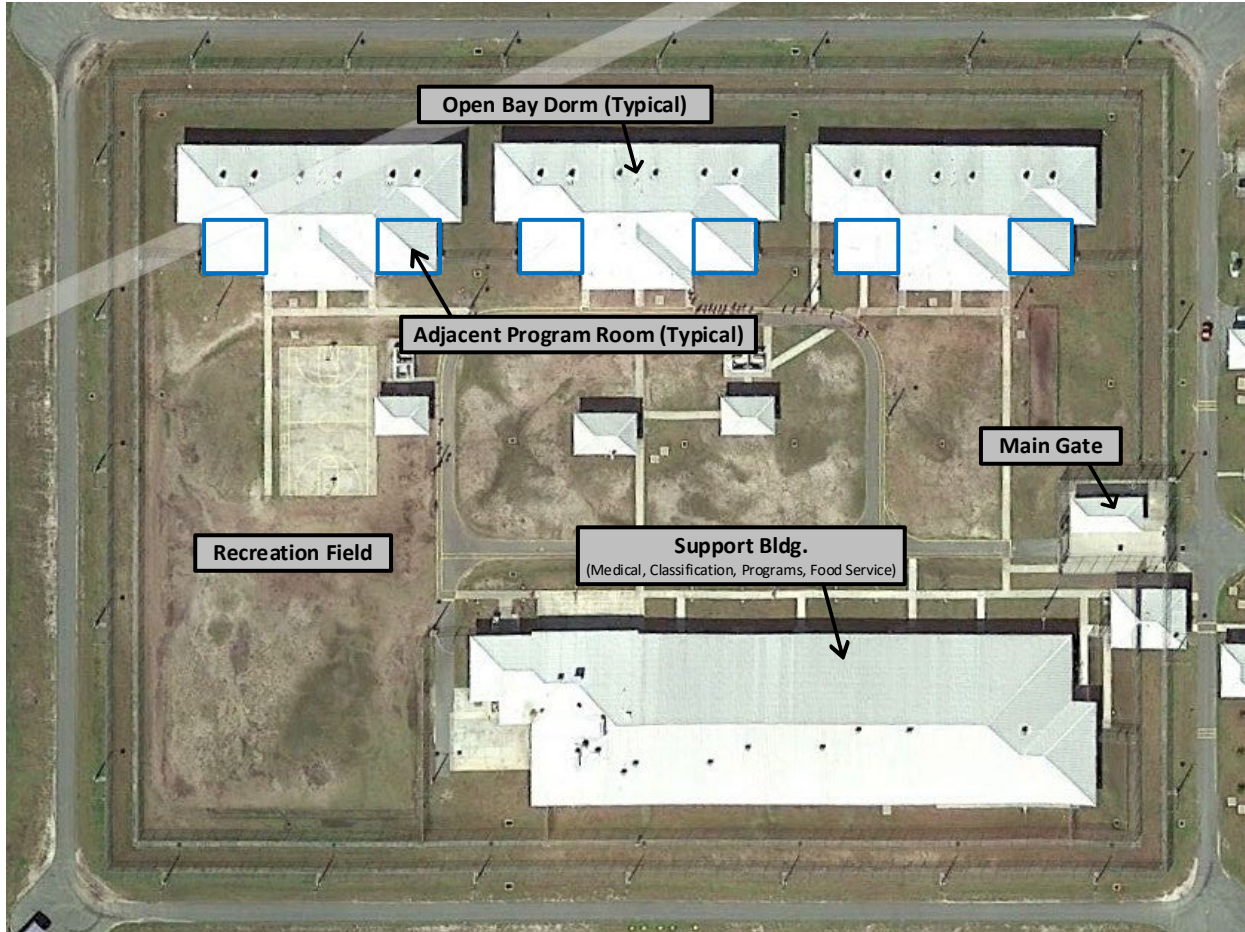 Open Bay Dorm (Typical)
Adjacent Program Room (Typical)
Main Gate
Recreation Field
Support Bldg.
(Medical, Classification, Programs, Food Service)